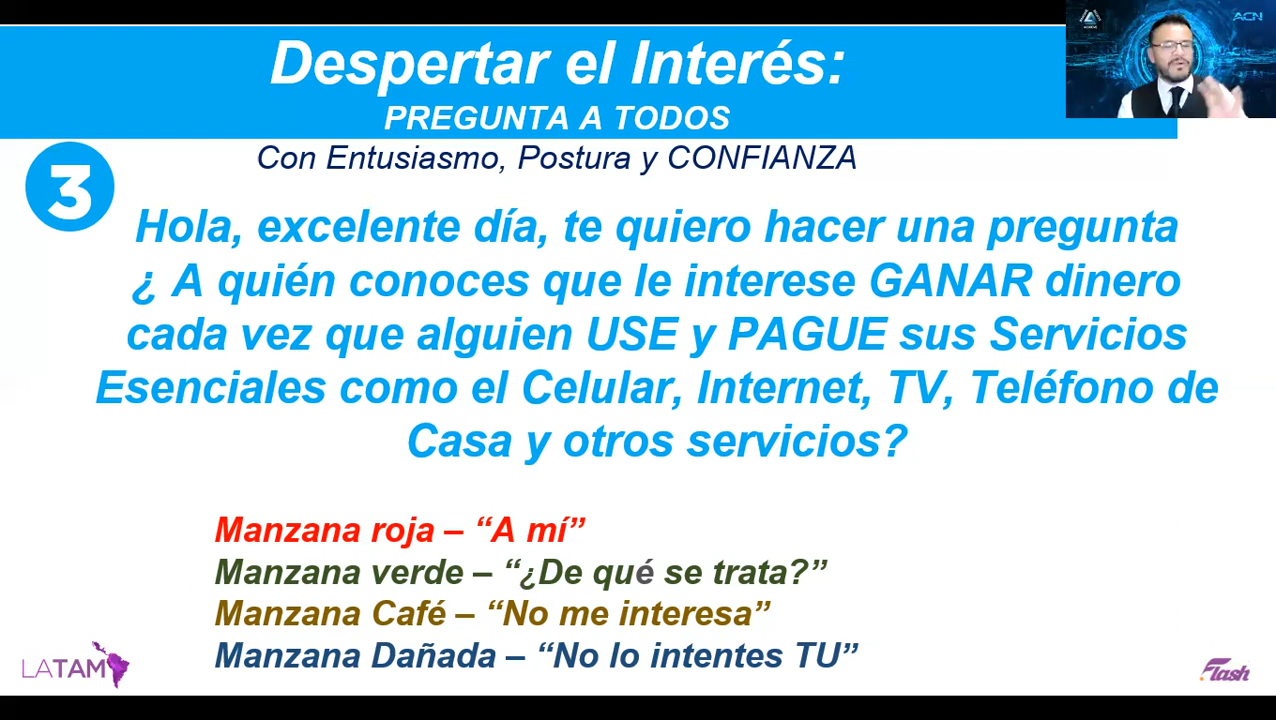 Despertar el Interés:
PREGUNTA A TODOS
Con Entusiasmo, Postura y CONFIANZA
3
Hola, excelente día, te quiero hacer una pregunta
¿ A quién conoces que le interese GANAR dinero
cada vez que alguien USE y PAGUE sus Servicios
Esenciales como el Celular, Internet, TV, Teléfono de
Casa y otros servicios?
Manzana roja – “A mí”
Manzana verde – “¿De qué se trata?”
Manzana Café – “No me interesa”
Manzana Dañada – “No lo intentes TU”
LATAM
Flash
ACN